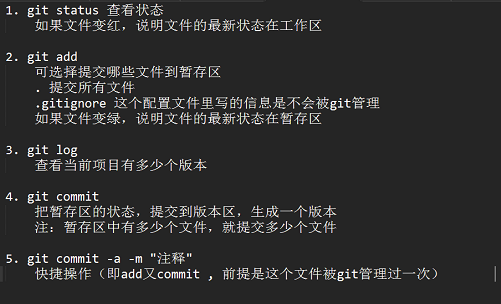 1. git status 查看状态
如果文件变红，说明文件的最新状态在工作区
2. git add
可选择提交哪些文件到暂存区
. 提交所有文件
.gitignore 这个配置文件里写的信息是不会被git管理
如果文件变绿，说明文件的最新状态在暂存区
3. git log
查看当前项目有多少个版本
4. git commit
把暂存区的状态，提交到版本区，生成一个版本
注：暂存区中有多少个文件，就提交多少个文件
5. git commit -a -m "注释"
快捷操作（即add又commit , 前提是这个文件被git管理过一次）